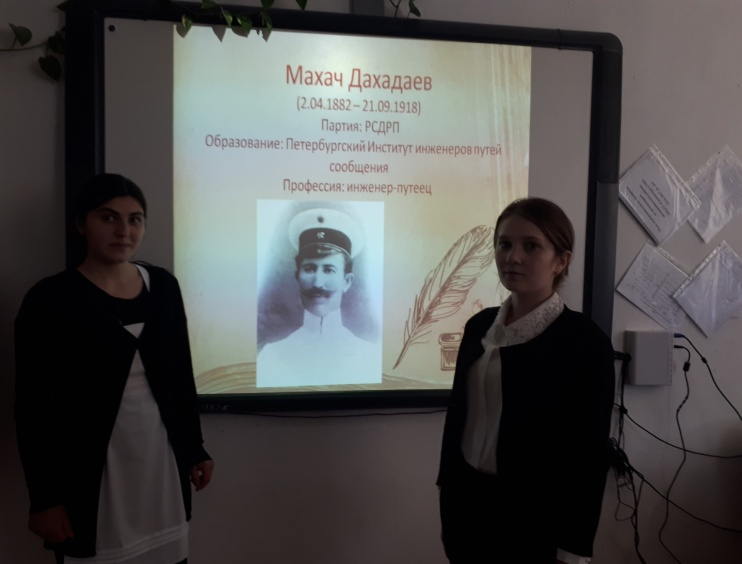 Махач Дахадаев
(2.04.1882 – 21.09.1918)
Партия: РСДРП
Образование: Петербургский Институт инженеров путей
сообщения
Профессия: инженер-путеец